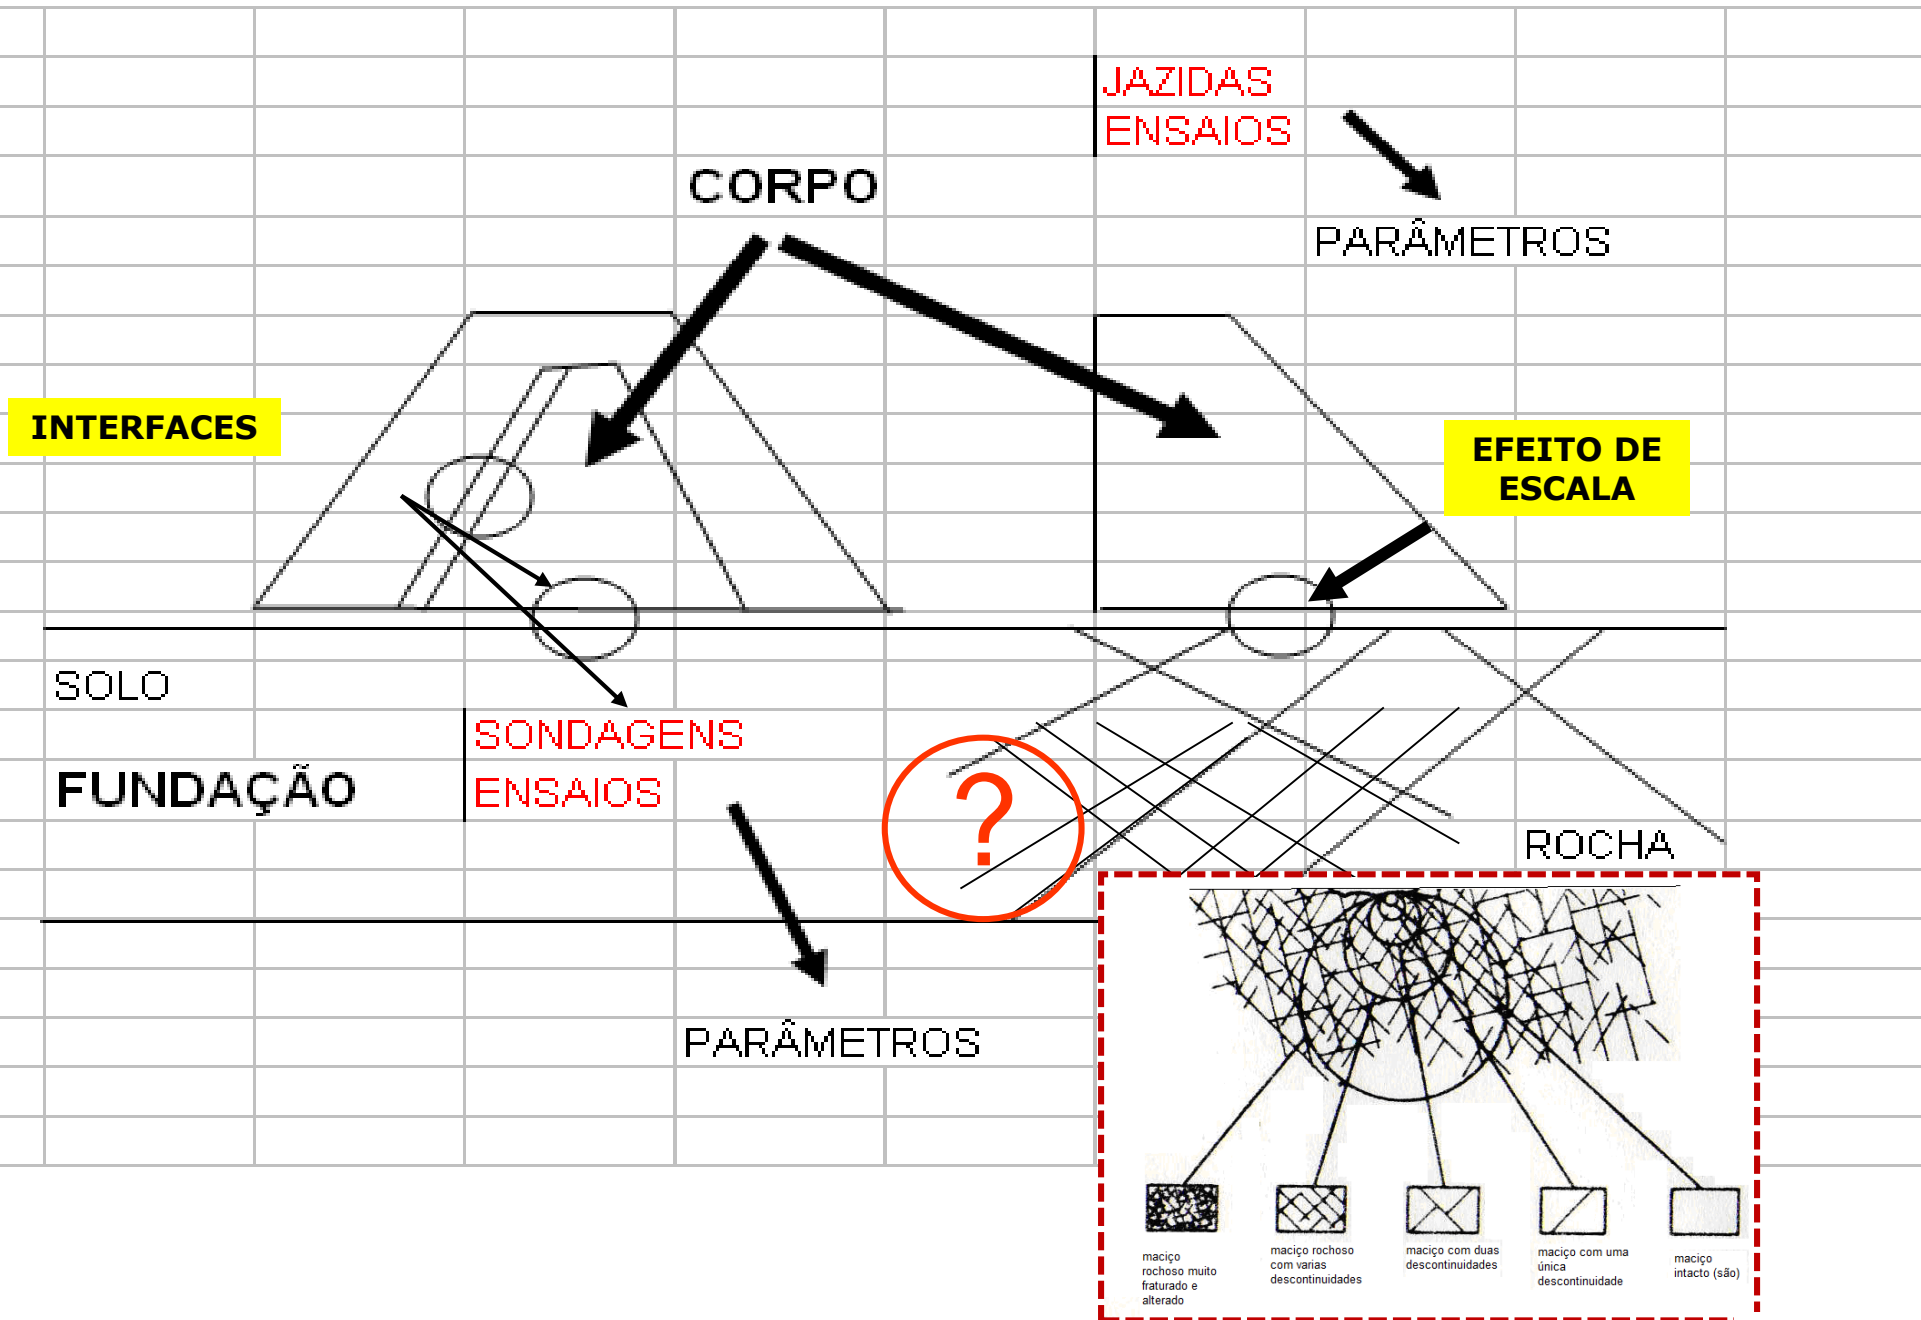 JAZIDAS
ENSAIOS
CORPO
PARÂMETROS
INTERFACES
EFEITO DE
ESCALA
SOLO
SONDAGENS
FUNDAÇÃO
ENSAIOS
?
ROCHA
PARÂMETROS
maciço
rochoso muito
fraturado e
alterado
maciço rochoso
com varias
descontinuidades
maciço com duas
descontinuidades
maciço com uma
única
descontinuidade
maciço
intacto (são)